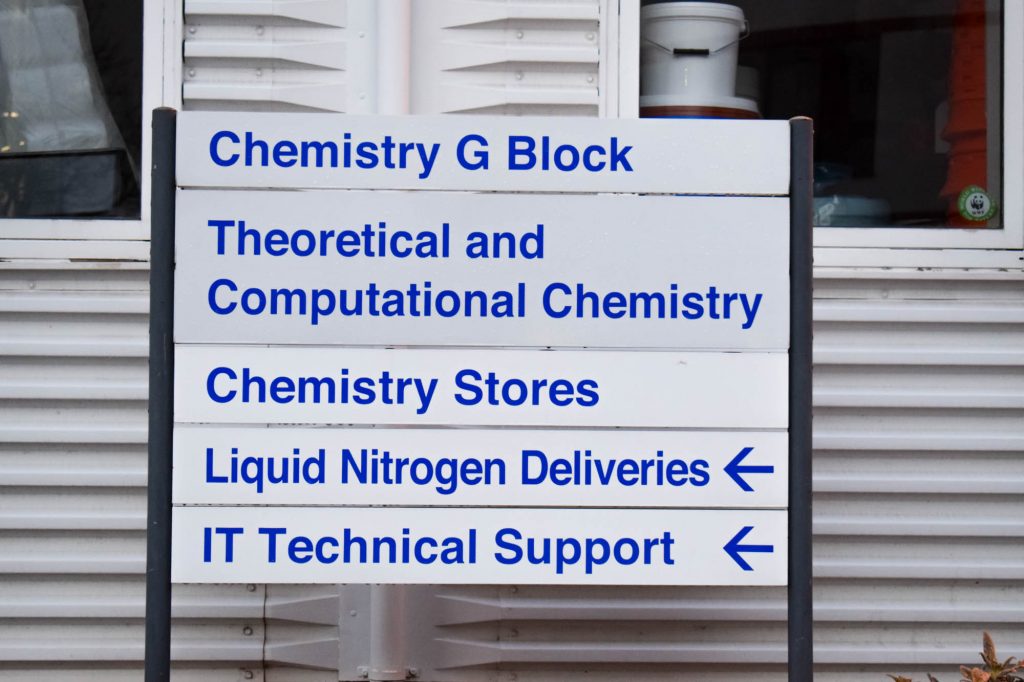 Chemistry G Block
Theoretical and
Computational Chemistry
Chemistry Stores
Liquid Nitrogen Deliveries ←
IT Technical Support ←